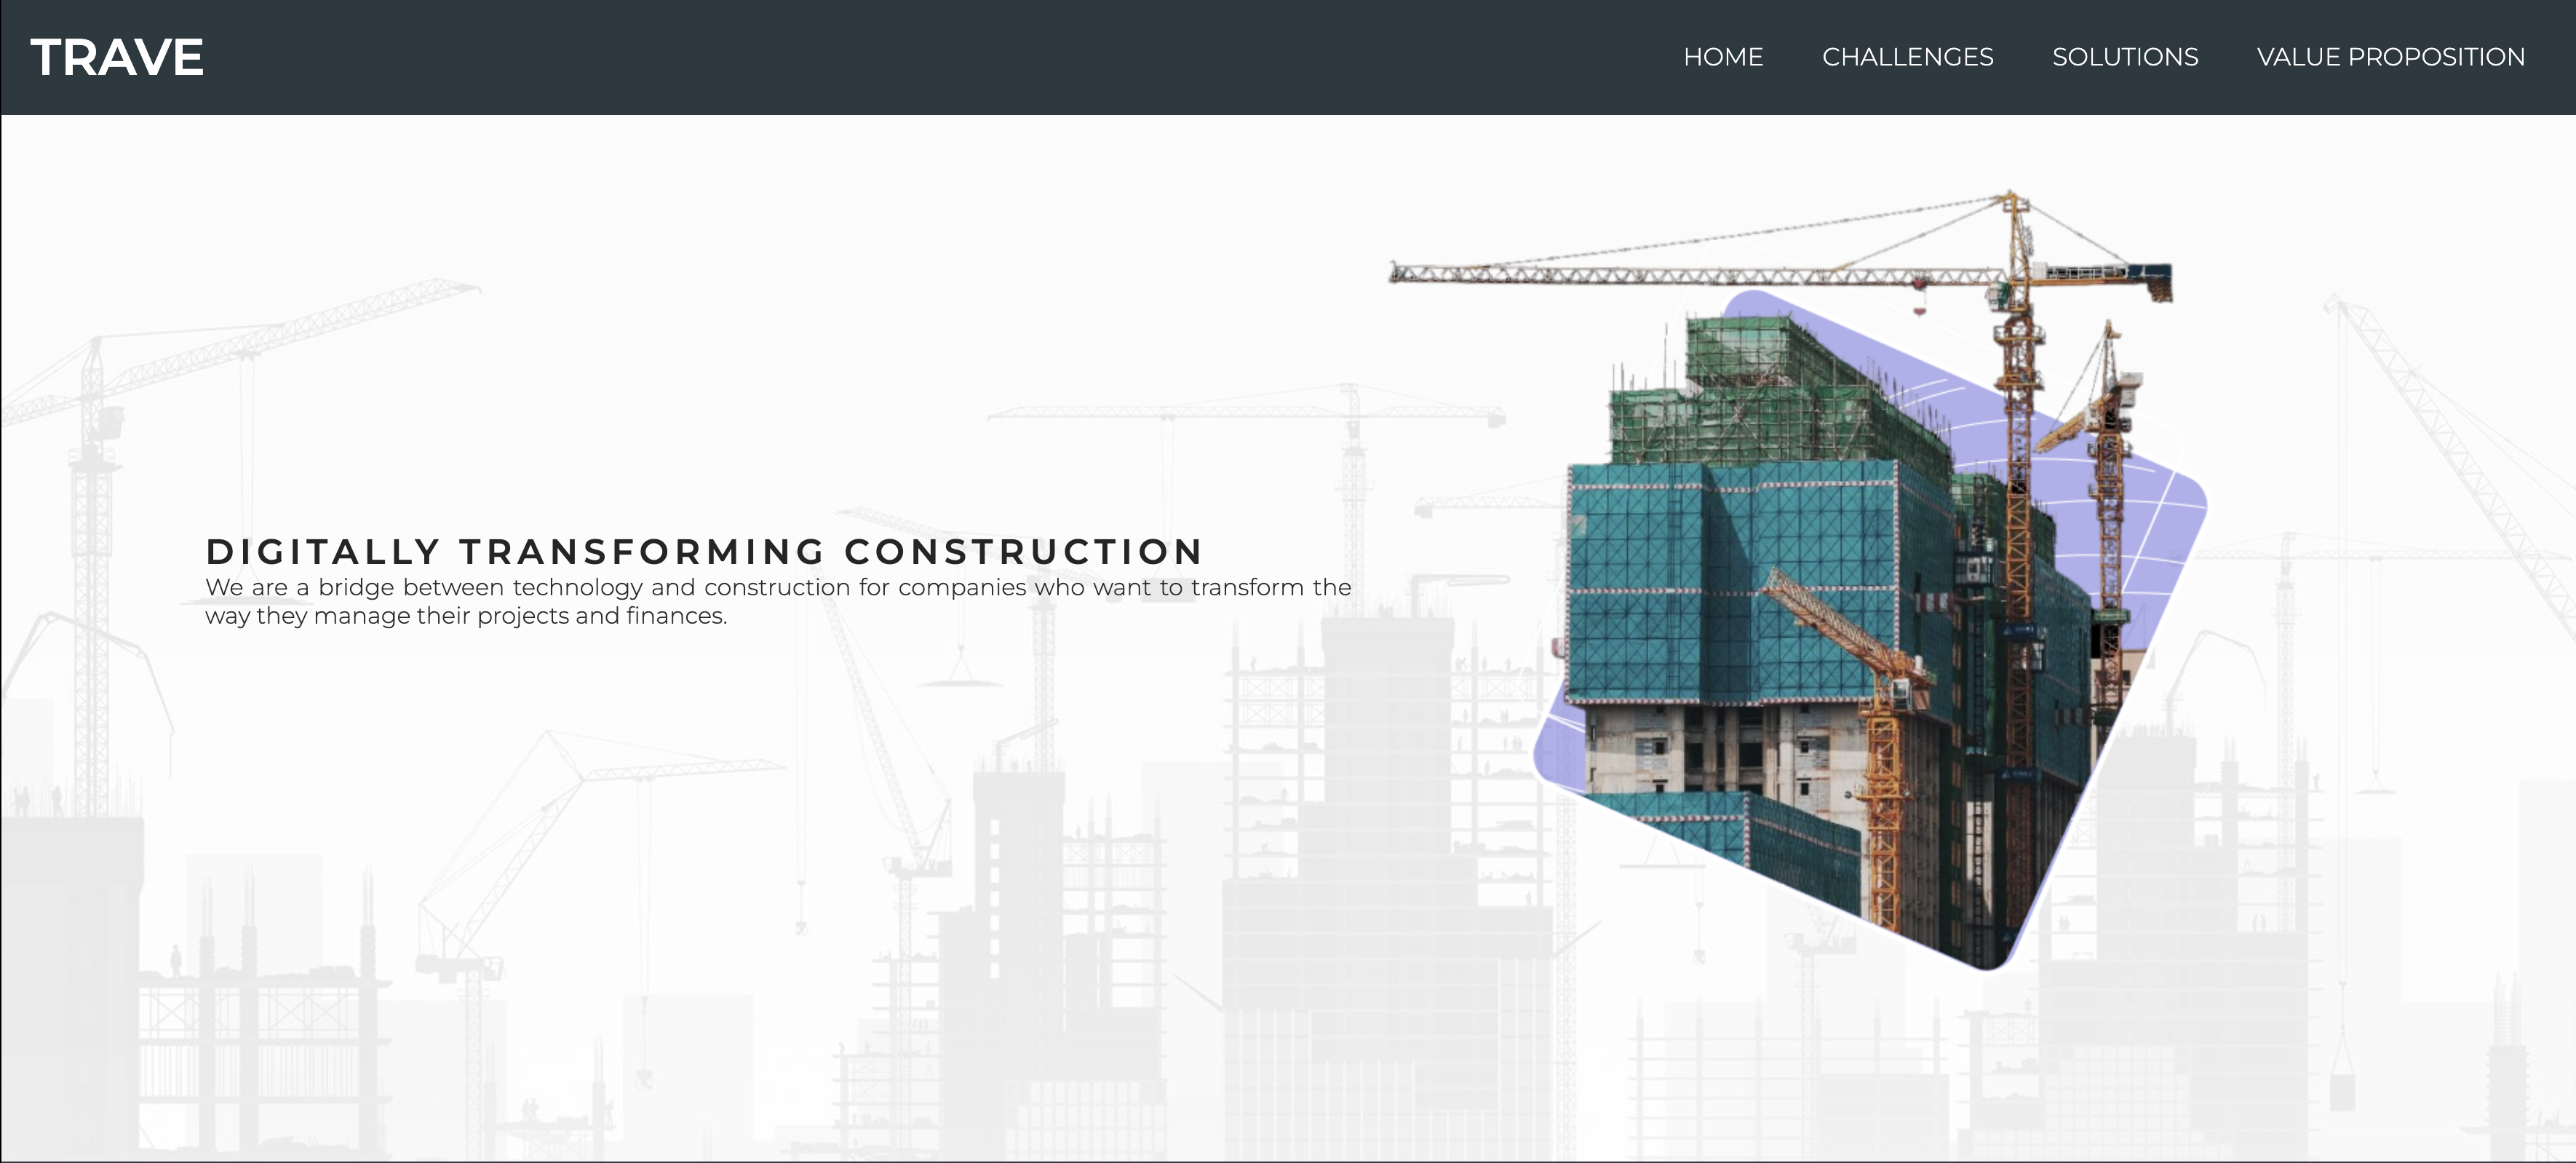 TRAVE
HOME CHALLENGES SOLUTIONS VALUE PROPOSITION
DIGITALLY TRANSFORMING CONSTRUCTION
We are a bridge between technology and construction for companies who want to transform the
way they manage their projects and finances.